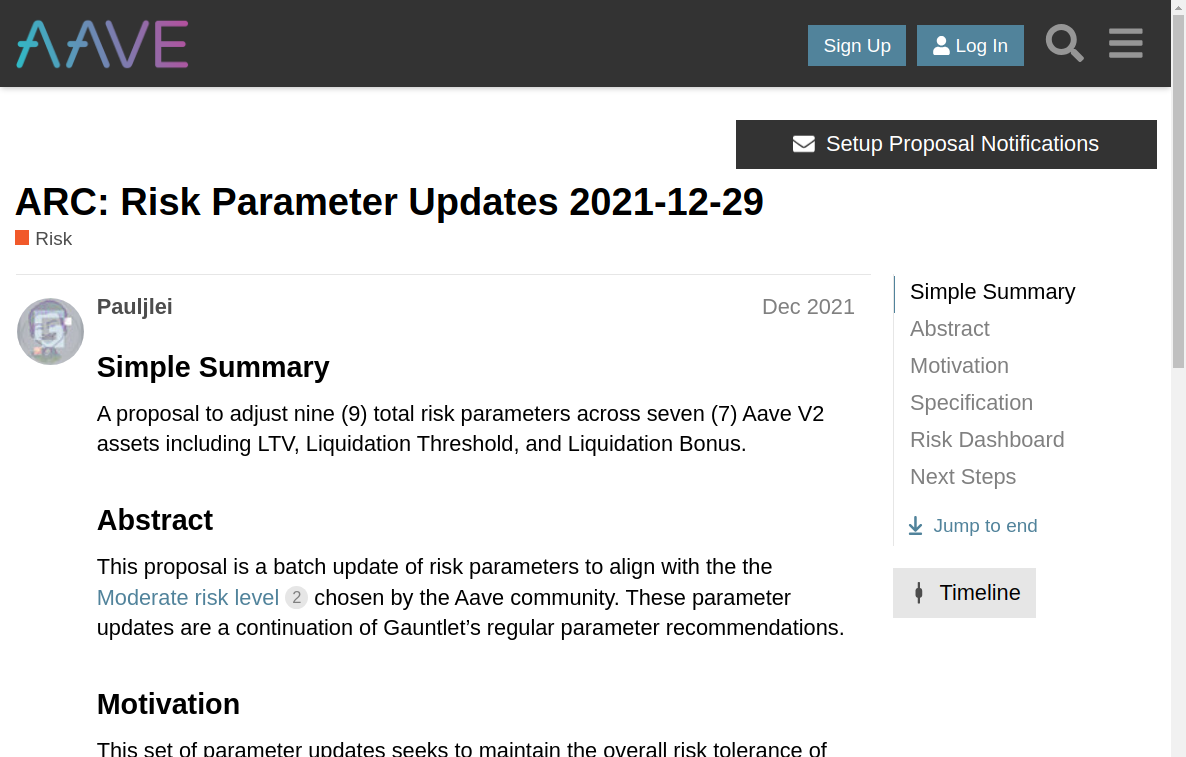 AAVE
Sign Up
Log In
Setup Proposal Notifications
ARC: Risk Parameter Updates 2021-12-29
Risk
Pauljlei
Dec 2021
Simple Summary
A proposal to adjust nine (9) total risk parameters across seven (7) Aave V2
assets including LTV, Liquidation Threshold, and Liquidation Bonus.
Abstract
This proposal is a batch update of risk parameters to align with the the
Moderate risk level 2 chosen by the Aave community. These parameter
updates are a continuation of Gauntlet’s regular parameter recommendations.
Motivation
This set of parameter updates seeks to maintain the overall risk tolerance of
Simple Summary
Abstract
Motivation
Specification
Risk Dashboard
Next Steps
Jump to end
Timeline